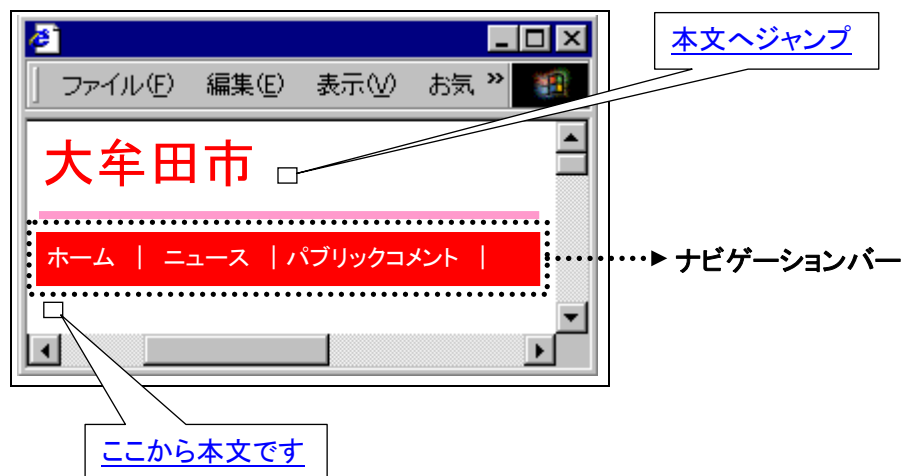 本文へジャンプ
ファイル(F) 編集(E) 表示(V) お気 »
大牟田市
ホーム | ニュース | パブリックコメント |
ナビゲーションバー
ここから本文です